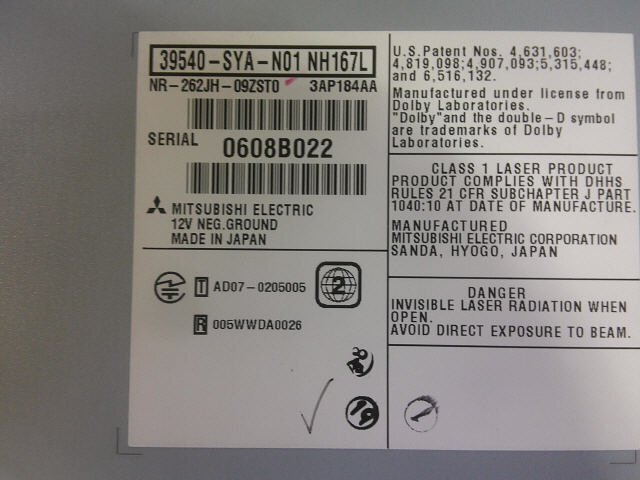 39540-SYA-N01 NH167L
NR-262JH-09ZST0 3AP184AA
SERIAL 0608B022
MITSUBISHI ELECTRIC
12V NEG.GROUND
MADE IN JAPAN
T AD07-0205005
2
R 005WWDA0026
19
U.S.Patent Nos. 4,631,603;
4,819,098;4,907,093;5,315,448;
and 6,516,132.
Manufactured under license from
Dolby Laboratories.
"Dolby"and the double-D symbol
are trademarks of Dolby
Laboratories.
CLASS 1 LASER PRODUCT
PRODUCT COMPLIES WITH DHHS
RULES 21 CFR SUBCHAPTER J PART
1040:10 AT DATE OF MANUFACTURE.
MANUFACTURED
MITSUBISHI ELECTRIC CORPORATION
SANDA, HYOGO, JAPAN
DANGER
INVISIBLE LASER RADIATION WHEN
OPEN.
AVOID DIRECT EXPOSURE TO BEAM.